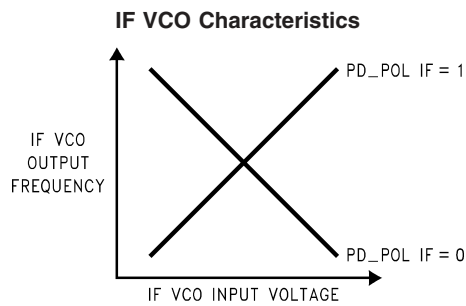 IF VCO Characteristics
PD_POL IF = 1
IF VCO
OUTPUT
FREQUENCY
PD_POL IF = 0
IF VCO INPUT VOLTAGE